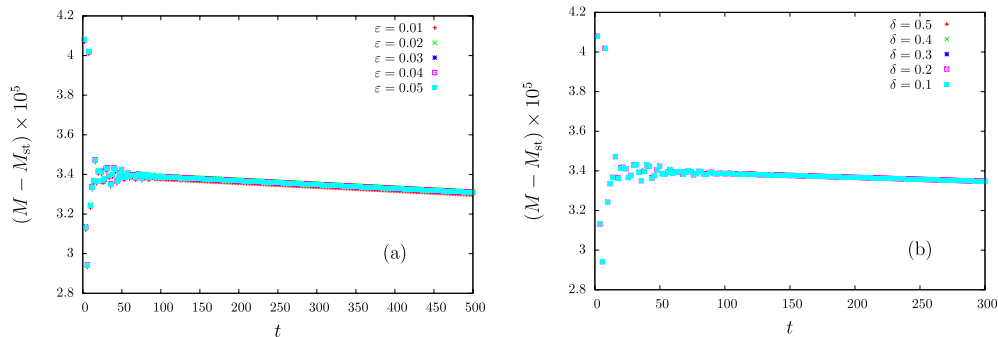 4.2
4
3.8
3.6
3.4
3.2
3
2.8
(M − M_st) × 10^5
ε = 0.01
ε = 0.02
ε = 0.03
ε = 0.04
ε = 0.05
(a)
0 50 100 150 200 250 300 350 400 450 500
t
4.2
4
3.8
3.6
3.4
3.2
3
2.8
(M − M_st) × 10^5
δ = 0.5
δ = 0.4
δ = 0.3
δ = 0.2
δ = 0.1
(b)
0 50 100 150 200 250 300
t